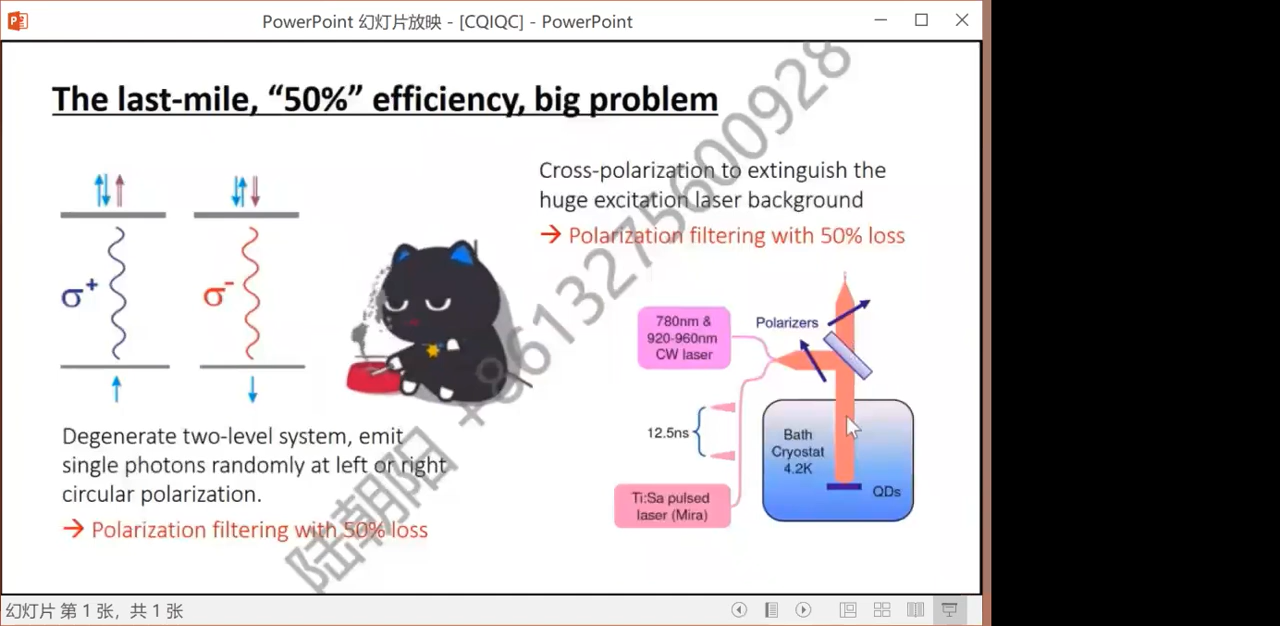 PowerPoint 幻灯片放映 - [CQIQC] - PowerPoint
The last-mile, “50%” efficiency, big problem
σ+
σ-
Degenerate two-level system, emit
single photons randomly at left or right
circular polarization.
→ Polarization filtering with 50% loss
Cross-polarization to extinguish the
huge excitation laser background
→ Polarization filtering with 50% loss
780nm &
920-960nm
CW laser
Polarizers
12.5ns
Bath
Cryostat
4.2K
QDs
Ti:Sa pulsed
laser (Mira)
陆朝阳 +8613275600928
幻灯片 第 1 张，共 1 张